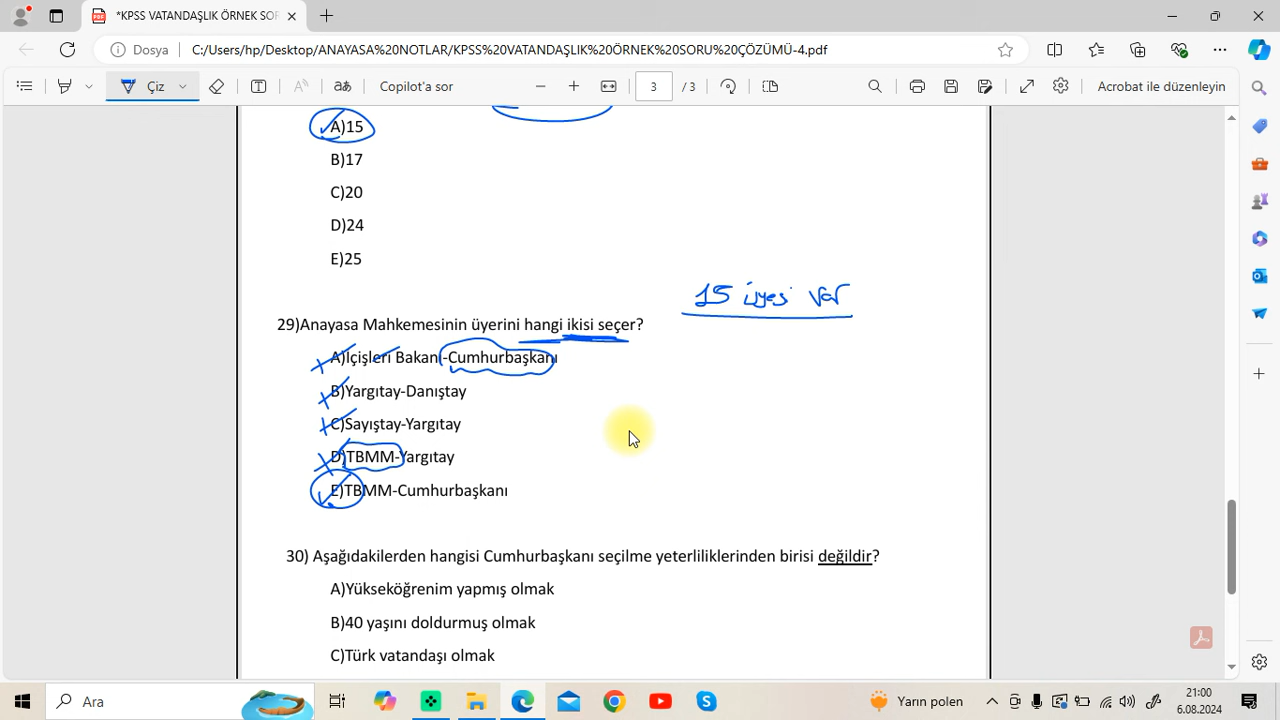 *KPSS VATANDAŞLIK ÖRNEK SOR
Dosya
C:/Users/hp/Desktop/ANAYASA%20NOTLAR/KPSS%20VATANDAŞLIK%20ÖRNEK%20SORU%20ÇÖZÜMÜ-4.pdf
Çiz
aあ
Copilot'a sor
3 / 3
Acrobat ile düzenleyin
A)15
B)17
C)20
D)24
E)25
15 üyesi var
29)Anayasa Mahkemesinin üyerini hangi ikisi seçer?
A)İçişleri Bakanı-Cumhurbaşkanı
B)Yargıtay-Danıştay
C)Sayıştay-Yargıtay
D)TBMM-Yargıtay
E)TBMM-Cumhurbaşkanı
30) Aşağıdakilerden hangisi Cumhurbaşkanı seçilme yeterliliklerinden birisi değildir?
A)Yükseköğrenim yapmış olmak
B)40 yaşını doldurmuş olmak
C)Türk vatandaşı olmak
Ara
Yarın polen
21:00
6.08.2024